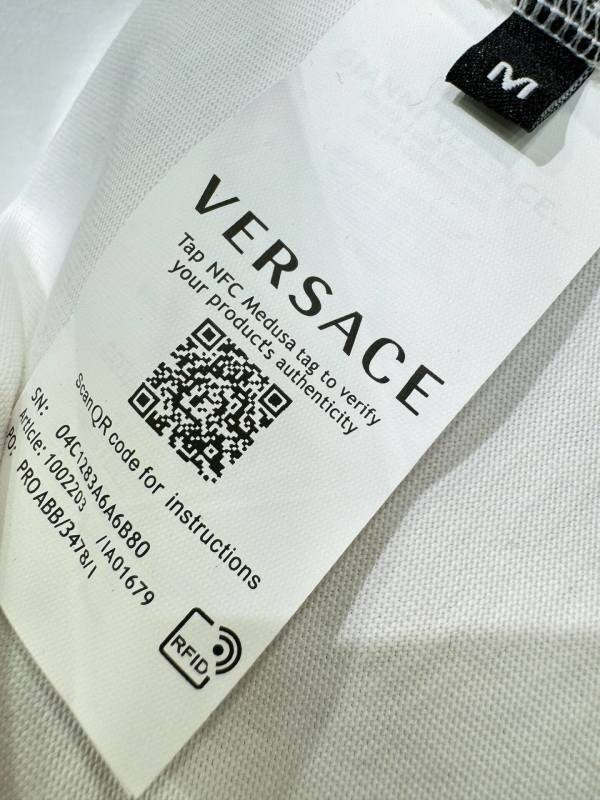 M
VERSACE
Tap NFC Medusa tag to verify
your product's authenticity
Scan QR code for instructions
SN: 04C1283A6A6B80
Article: 1002203 /1A01679
PO: PROABB/3478/1
RFID